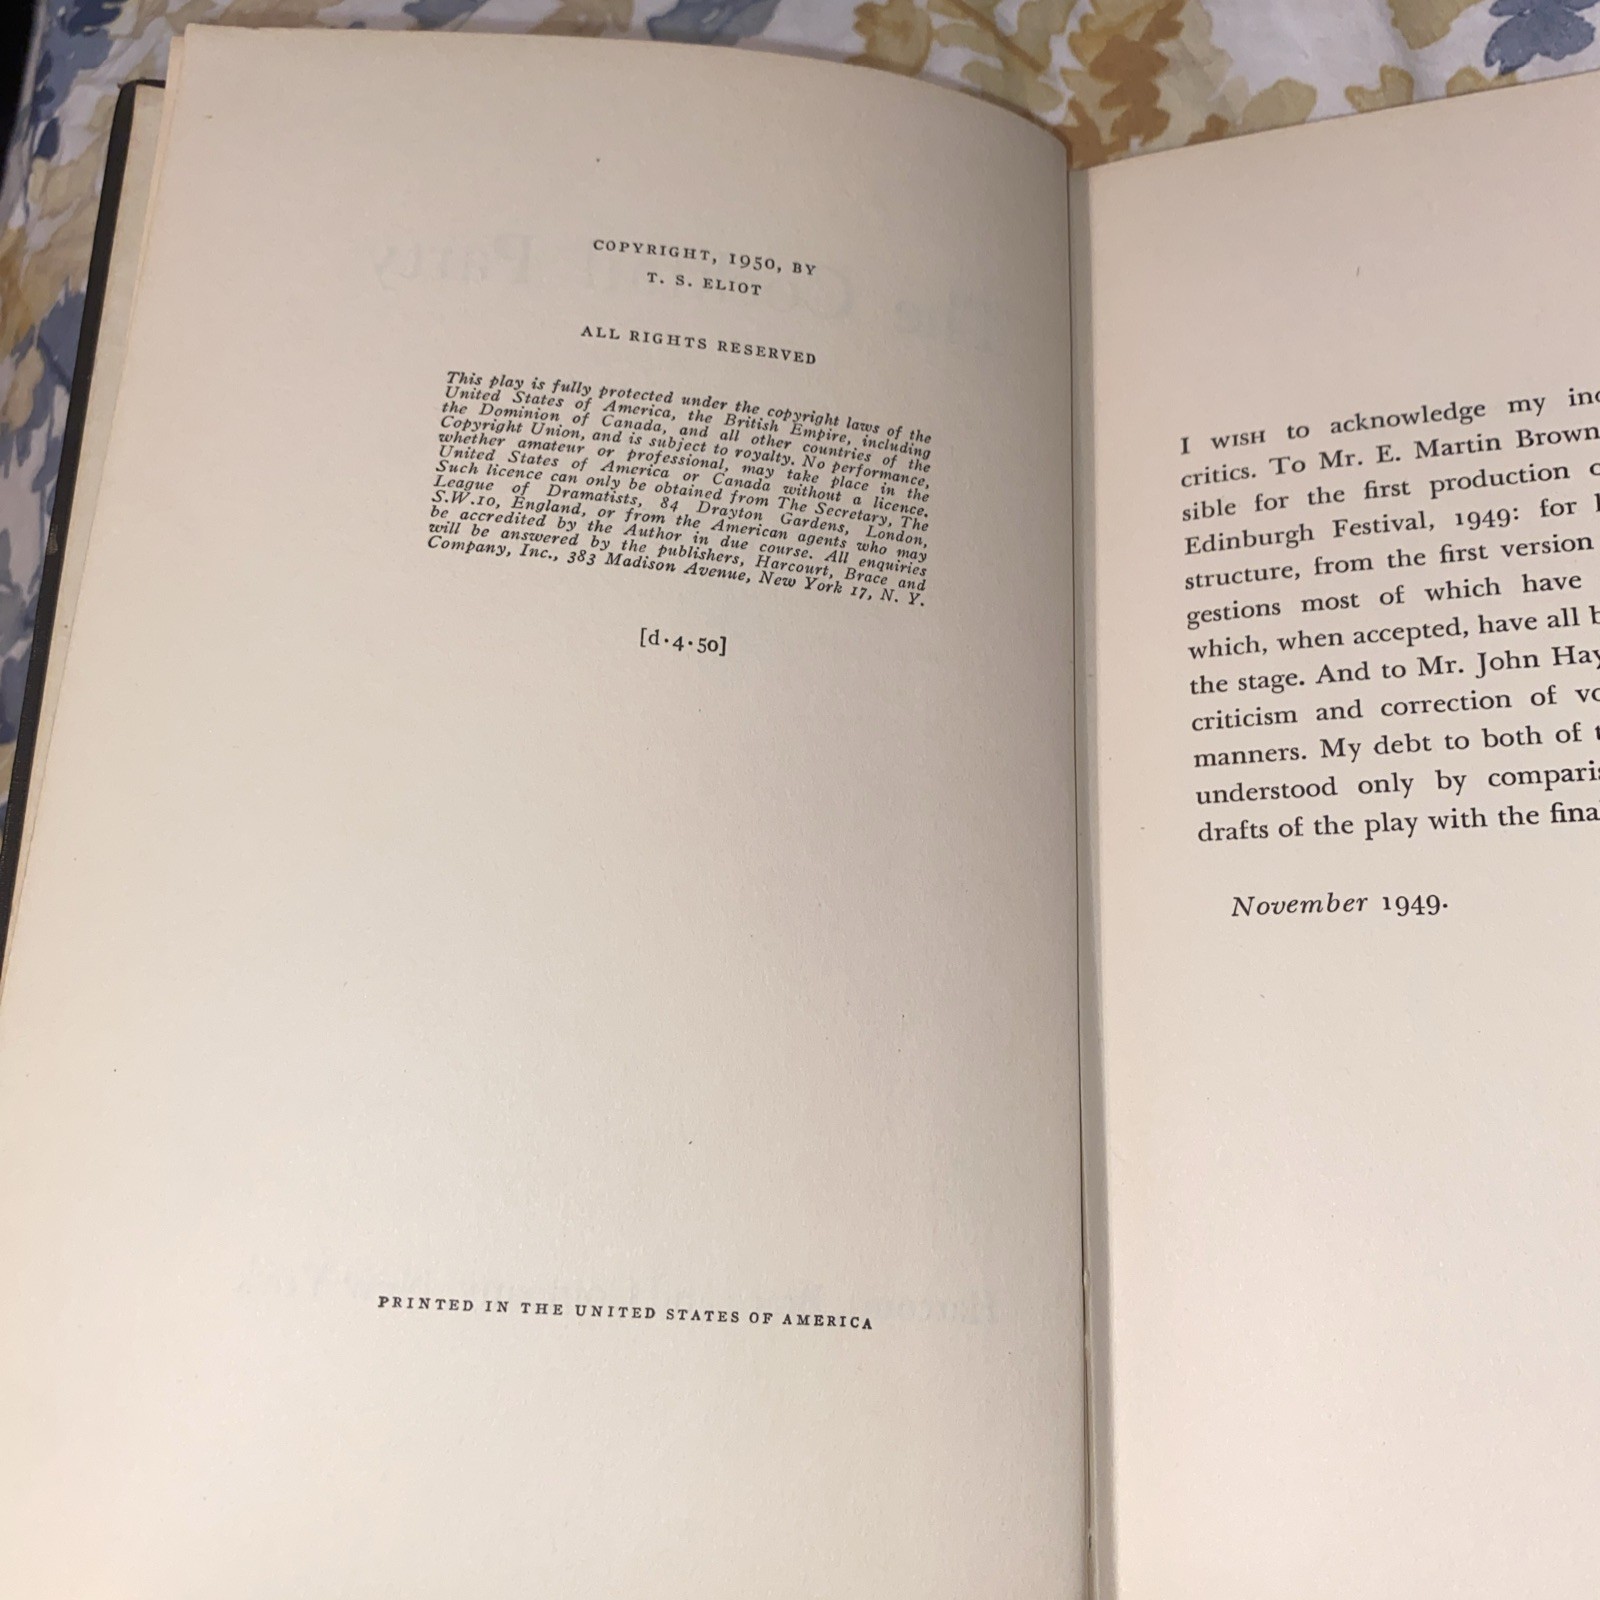 COPYRIGHT, 1950, BY
T. S. ELIOT
ALL RIGHTS RESERVED
This play is fully protected under the copyright laws of the
United States of America, the British Empire, including
the Dominion of Canada, and all other countries of the
Copyright Union, and is subject to royalty. No performance,
whether amateur or professional, may take place in the
United States of America or Canada without a licence.
Such licence can only be obtained from The Secretary, The
League of Dramatists, 84 Drayton Gardens, London,
S.W.10, England, or from the American agents who may
be accredited by the Author in due course. All enquiries
will be answered by the publishers, Harcourt, Brace and
Company, Inc., 383 Madison Avenue, New York 17, N. Y.
[d·4·50]
PRINTED IN THE UNITED STATES OF AMERICA
I WISH to acknowledge my
critics. To Mr. E. Martin Brown
sible for the first production
Edinburgh Festival, 1949: for
structure, from the first version
gestions most of which have
which, when accepted, have all
the stage. And to Mr. John Hay
criticism and correction of
manners. My debt to both of
understood only by comparis
drafts of the play with the fina
November 1949.